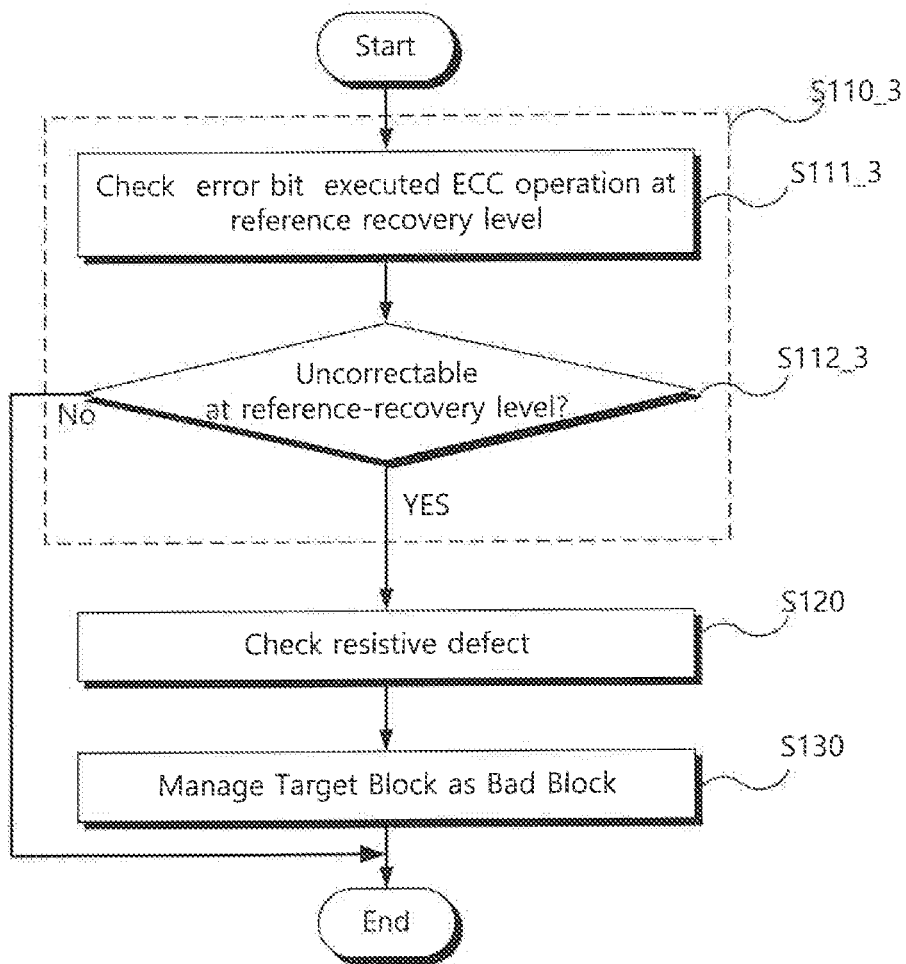 Start
S110_3
Check error bit executed ECC operation at
reference recovery level
S111_3
Uncorrectable
at reference-recovery level?
S112_3
No
YES
Check resistive defect
S120
Manage Target Block as Bad Block
S130
End